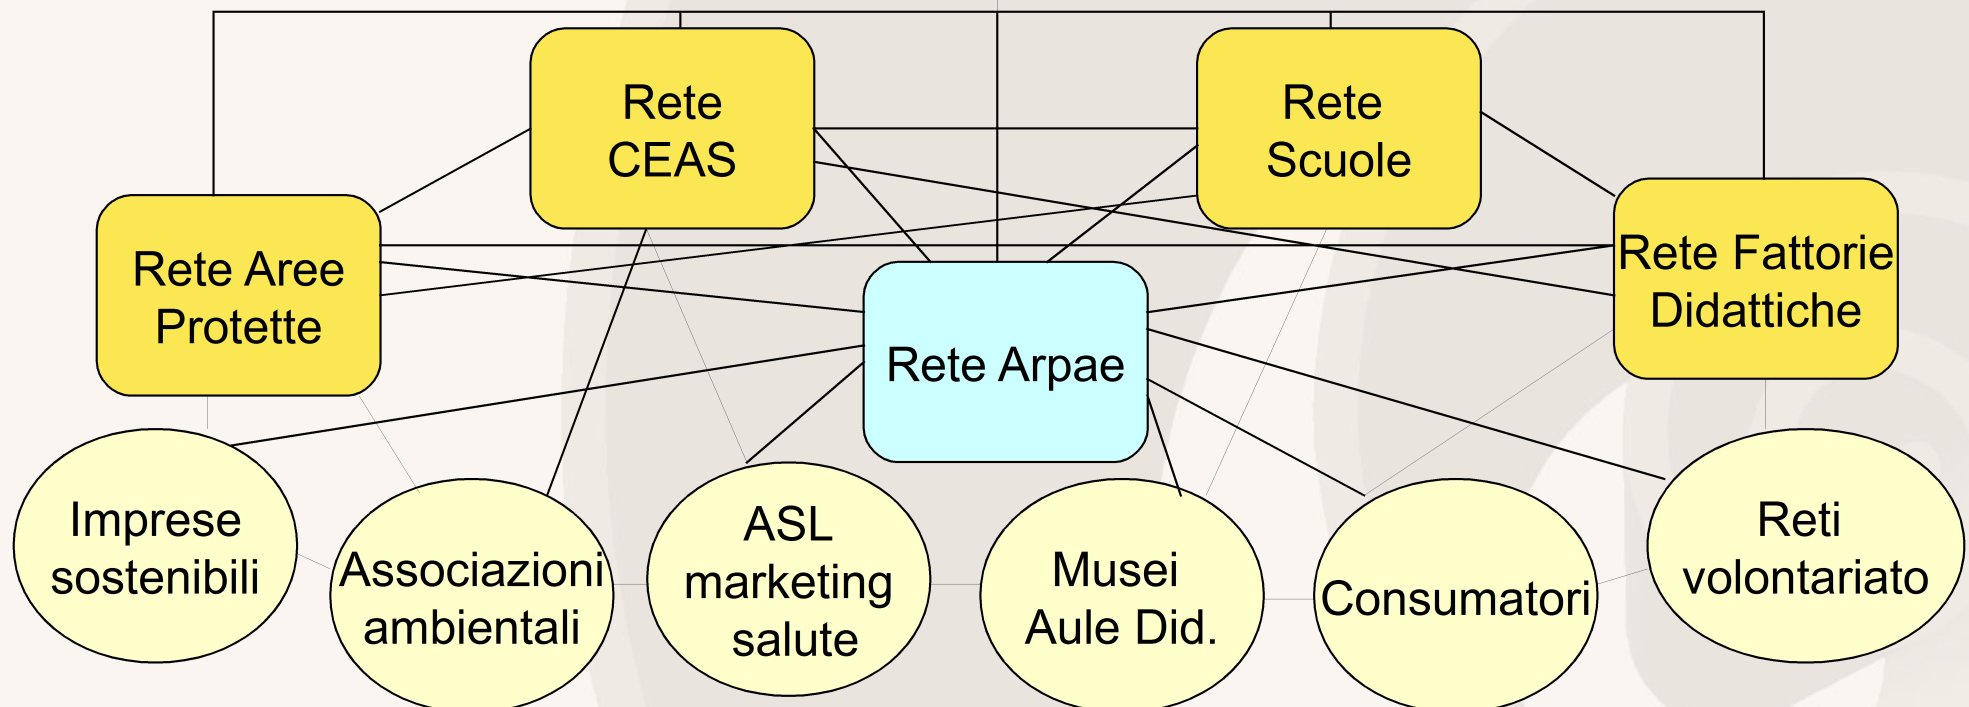 Rete
CEAS
Rete
Scuole
Rete Aree
Protette
Rete Fattorie
Didattiche
Rete Arpae
Imprese
sostenibili
Associazioni
ambientali
ASL
marketing
salute
Musei
Aule Did.
Consumatori
Reti
volontariato